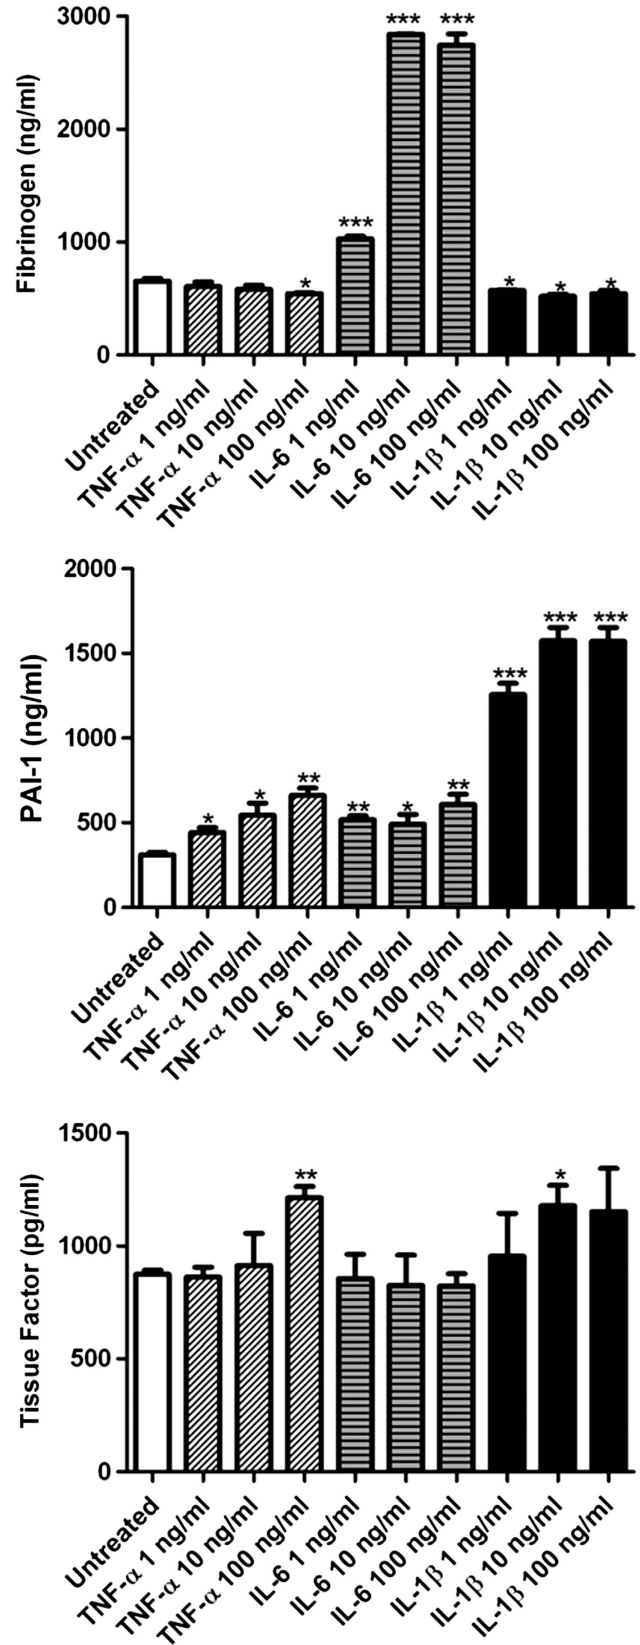 3000
2000
1000
0
Fibrinogen (ng/ml)
***
***
***
*
*
*
*
Untreated
TNF-α 1 ng/ml
TNF-α 10 ng/ml
TNF-α 100 ng/ml
IL-6 1 ng/ml
IL-6 10 ng/ml
IL-6 100 ng/ml
IL-1β 1 ng/ml
IL-1β 10 ng/ml
IL-1β 100 ng/ml
2000
1500
1000
500
0
PAI-1 (ng/ml)
*
*
**
**
*
**
***
***
***
Untreated
TNF-α 1 ng/ml
TNF-α 10 ng/ml
TNF-α 100 ng/ml
IL-6 1 ng/ml
IL-6 10 ng/ml
IL-6 100 ng/ml
IL-1β 1 ng/ml
IL-1β 10 ng/ml
IL-1β 100 ng/ml
1500
1000
500
0
Tissue Factor (pg/ml)
**
*
Untreated
TNF-α 1 ng/ml
TNF-α 10 ng/ml
TNF-α 100 ng/ml
IL-6 1 ng/ml
IL-6 10 ng/ml
IL-6 100 ng/ml
IL-1β 1 ng/ml
IL-1β 10 ng/ml
IL-1β 100 ng/ml